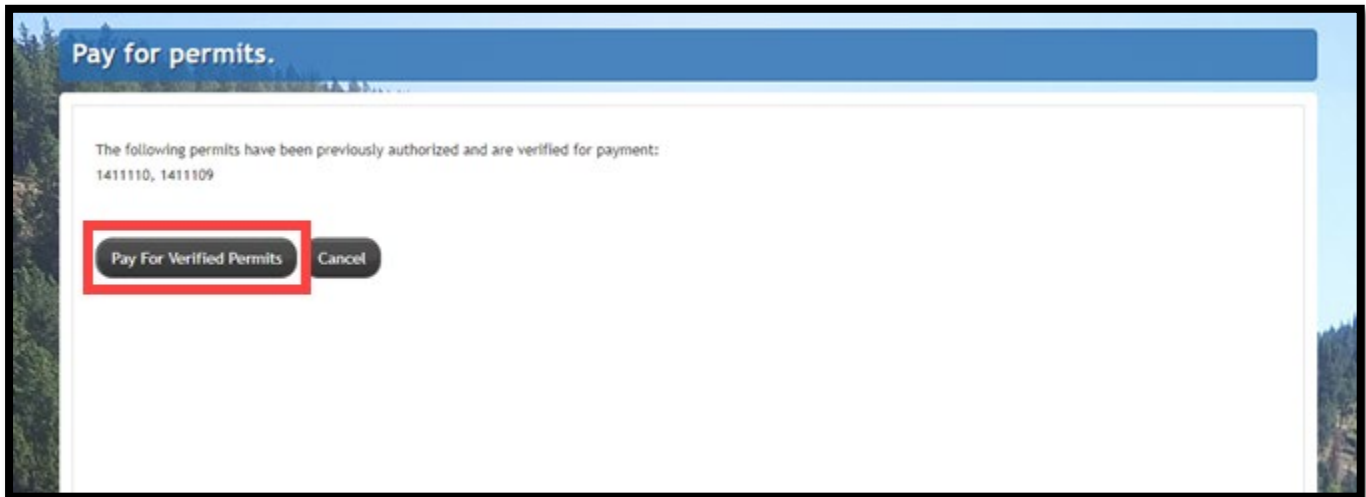 Pay for permits.
The following permits have been previously authorized and are verified for payment:
1411110, 1411109
Pay For Verified Permits Cancel